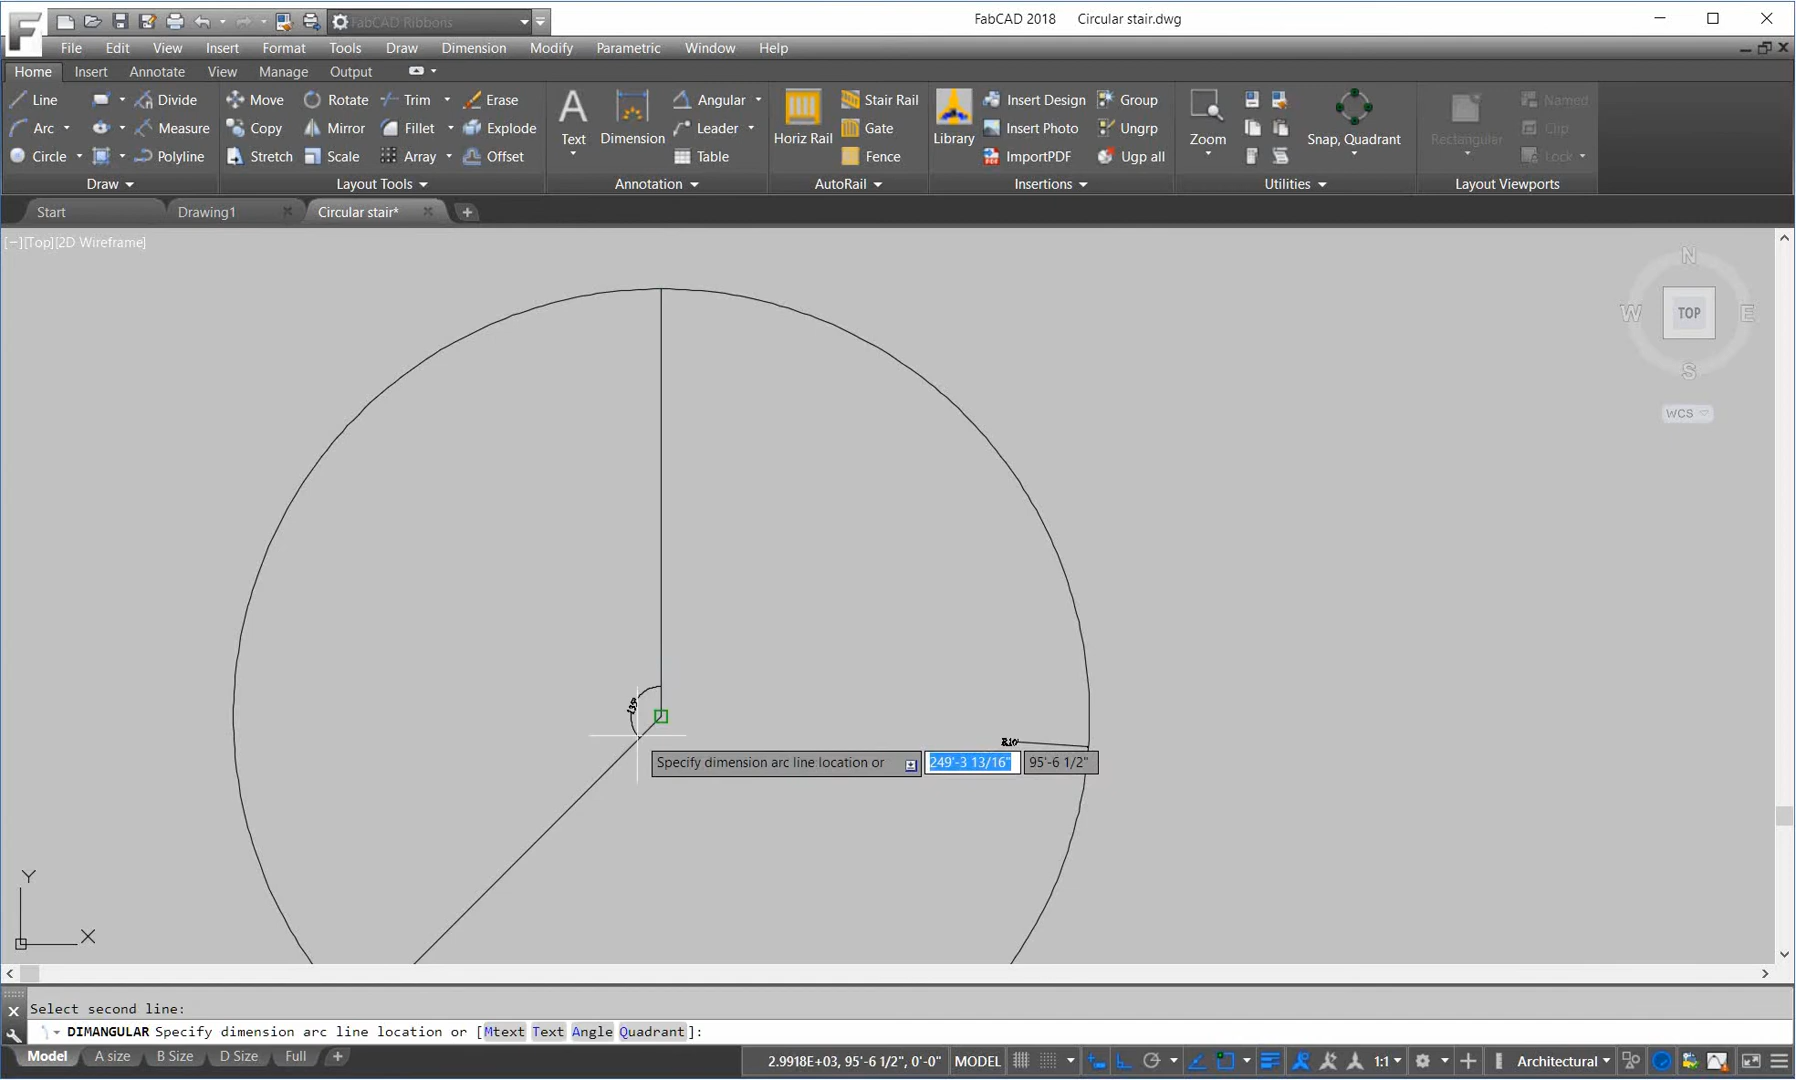 FabCAD Ribbons
FabCAD 2018 Circular stair.dwg
File Edit View Insert Format Tools Draw Dimension Modify Parametric Window Help
Home Insert Annotate View Manage Output
Line Divide Move Rotate Trim Erase Angular Stair Rail Insert Design Group Named
Arc Measure Copy Mirror Fillet Explode Text Dimension Leader Horiz Rail Gate Library Insert Photo Ungrp Zoom Snap, Quadrant Rectangular Clip
Circle Polyline Stretch Scale Array Offset Table Fence ImportPDF Ugp all Lock
Draw Layout Tools Annotation AutoRail Insertions Utilities Layout Viewports
Start Drawing1 Circular stair*
[−][Top][2D Wireframe]
N
W TOP E
S
WCS
135°
R10'
Specify dimension arc line location or 249'-3 13/16" 95'-6 1/2"
Y
X
Select second line:
DIMANGULAR Specify dimension arc line location or [Mtext Text Angle Quadrant]:
Model A size B Size D Size Full + 2.9918E+03, 95'-6 1/2", 0'-0" MODEL 1:1 Architectural